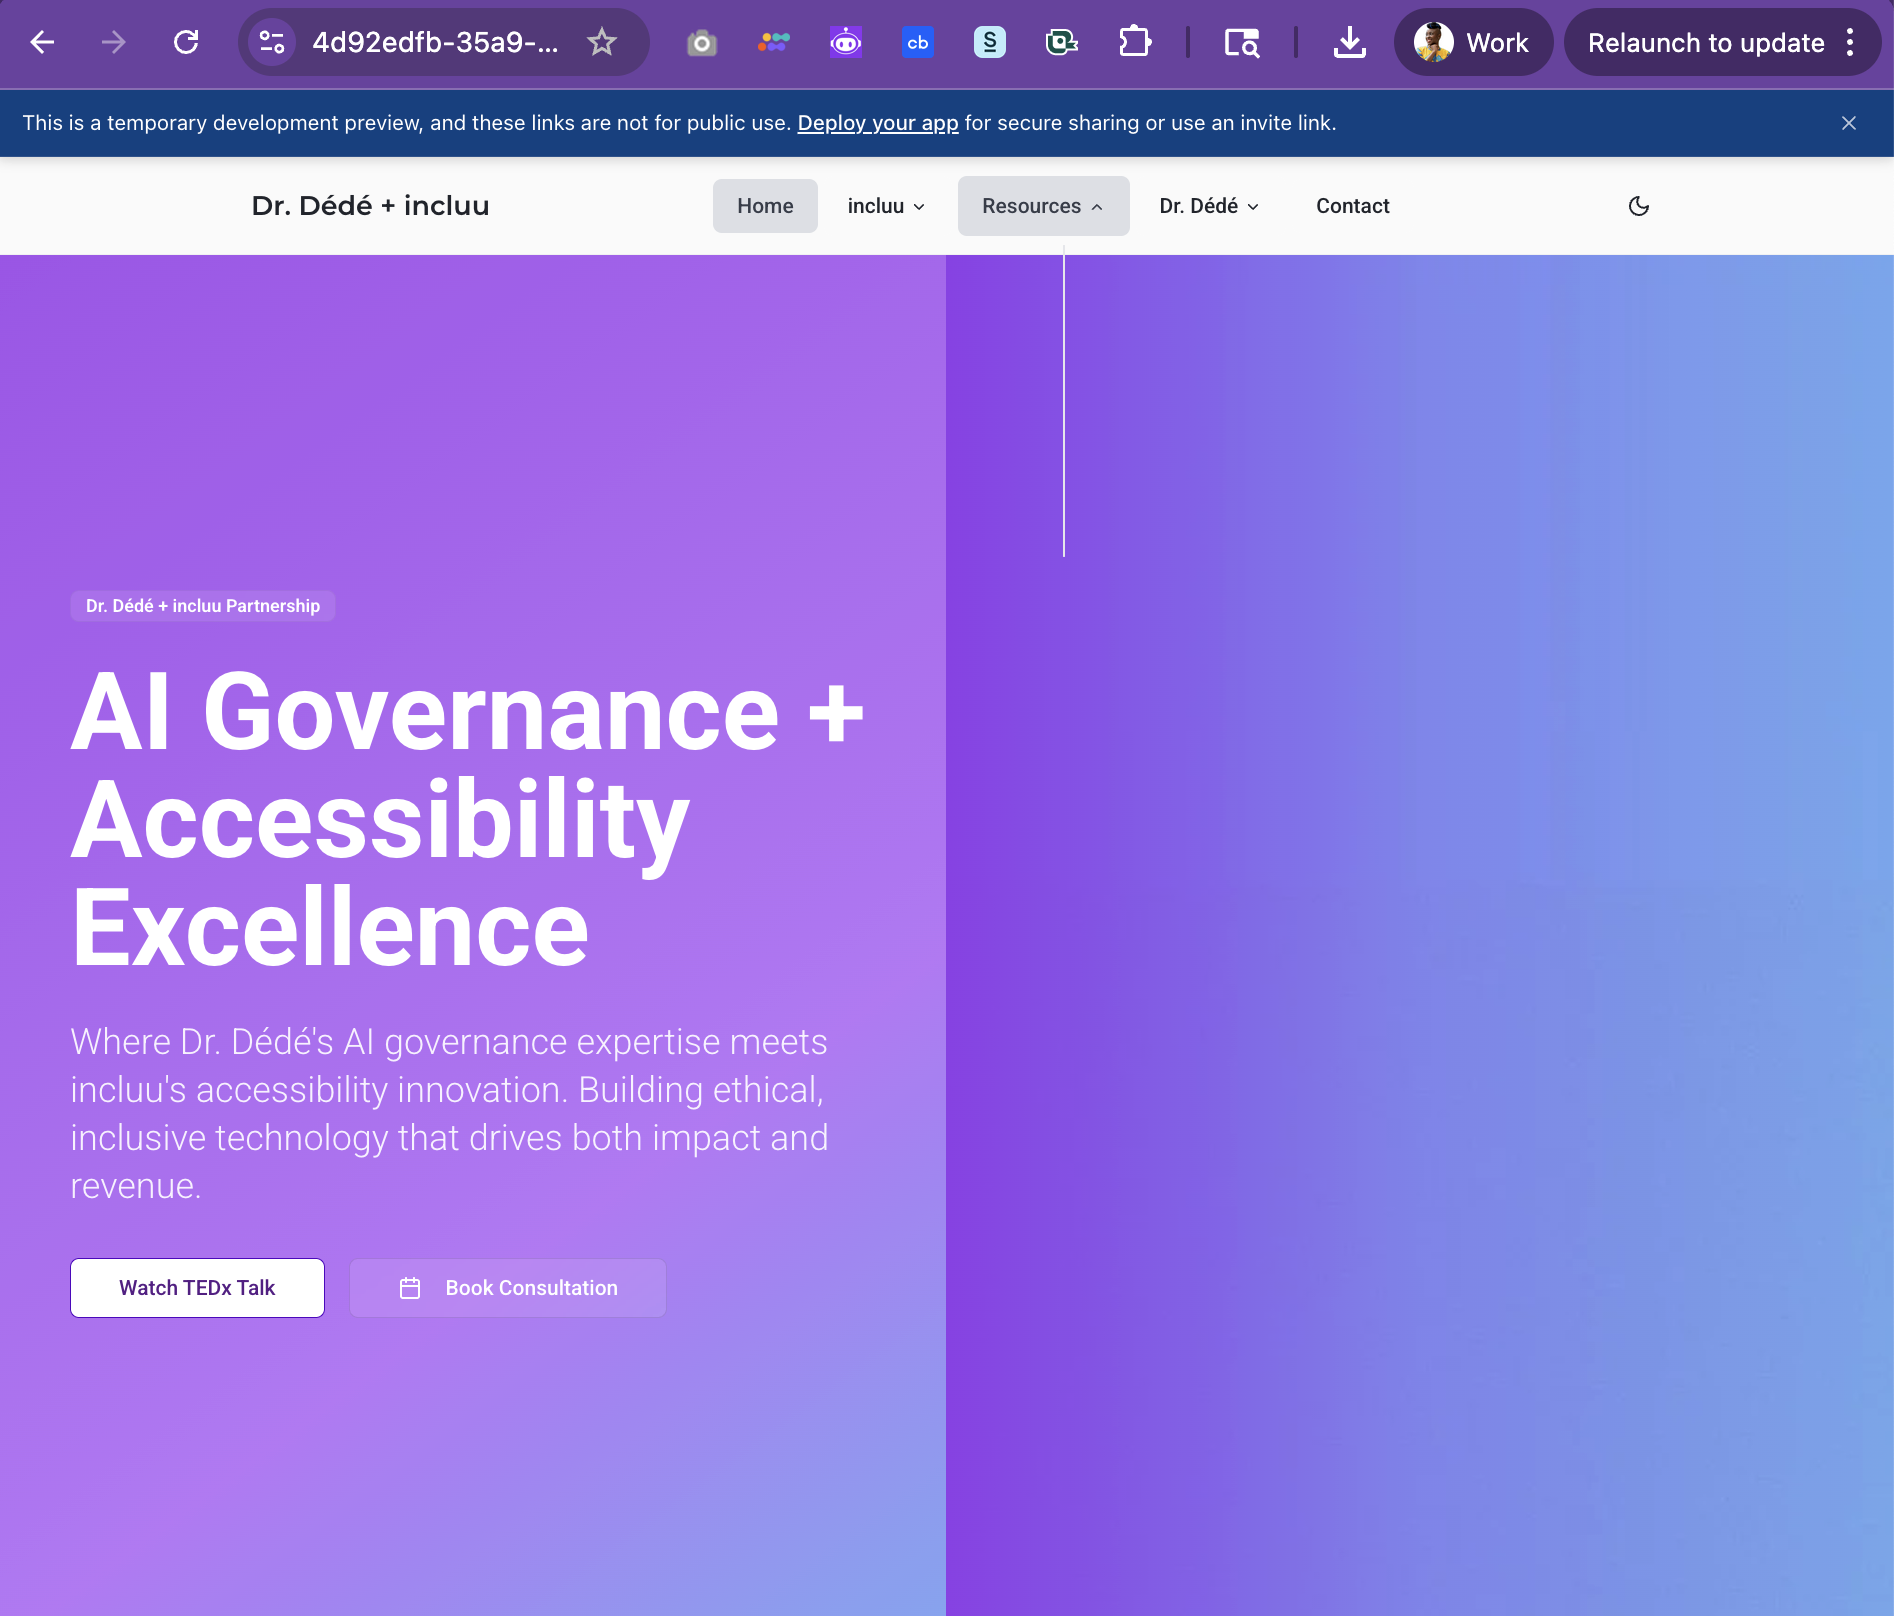 4d92edfb-35a9-...
cb
S
Work
Relaunch to update
This is a temporary development preview, and these links are not for public use. Deploy your app for secure sharing or use an invite link.
Dr. Dédé + incluu
Home
incluu
Resources
Dr. Dédé
Contact
Dr. Dédé + incluu Partnership
AI Governance +
Accessibility
Excellence
Where Dr. Dédé's AI governance expertise meets
incluu's accessibility innovation. Building ethical,
inclusive technology that drives both impact and
revenue.
Watch TEDx Talk
Book Consultation